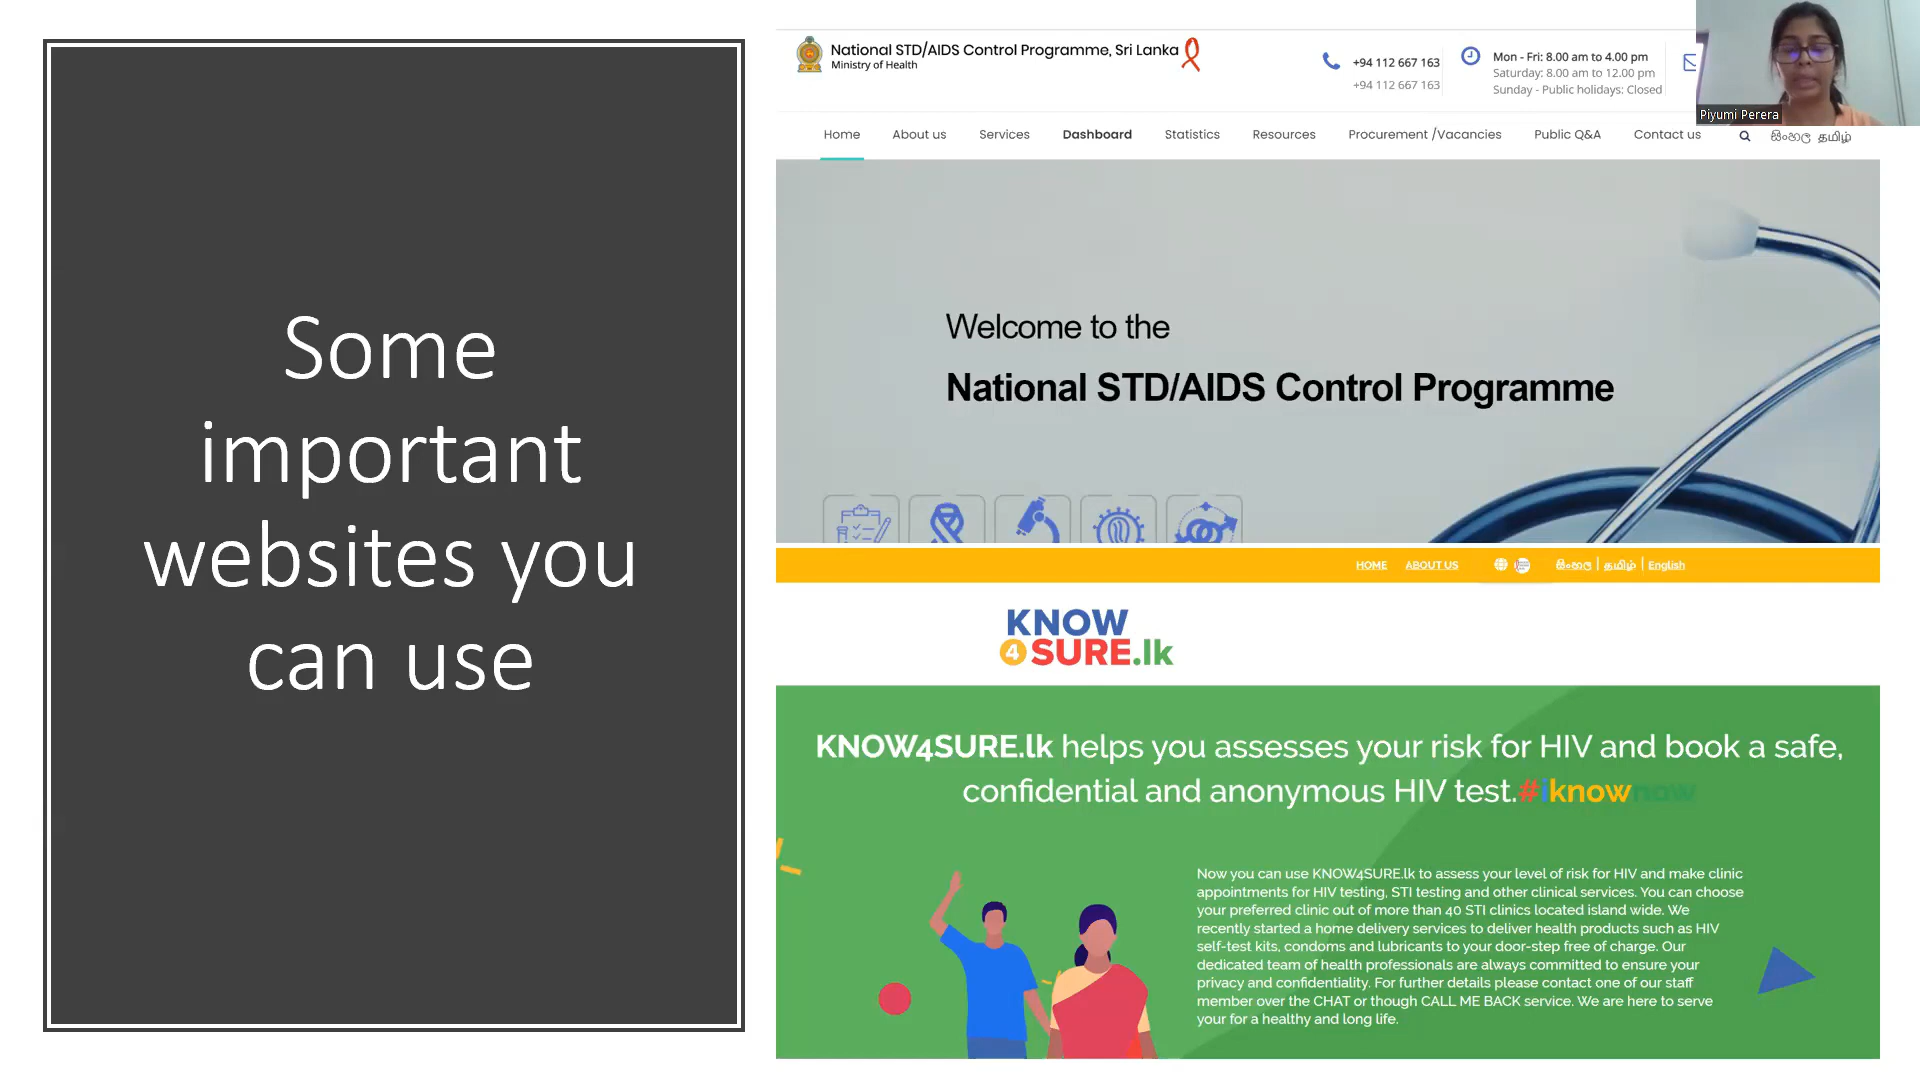 Some
important
websites you
can use
National STD/AIDS Control Programme, Sri Lanka
Ministry of Health
+94 112 667 163
+94 112 667 163
Mon - Fri: 8.00 am to 4.00 pm
Saturday: 8.00 am to 12.00 pm
Sunday - Public holidays: Closed
Piyumi Perera
Home About us Services Dashboard Statistics Resources Procurement /Vacancies Public Q&A Contact us සිංහල தமிழ்
Welcome to the
National STD/AIDS Control Programme
HOME ABOUT US සිංහල | தமிழ் | English
KNOW
4 SURE.lk
KNOW4SURE.lk helps you assesses your risk for HIV and book a safe,
confidential and anonymous HIV test.#iknownow
Now you can use KNOW4SURE.lk to assess your level of risk for HIV and make clinic
appointments for HIV testing, STI testing and other clinical services. You can choose
your preferred clinic out of more than 40 STI clinics located island wide. We
recently started a home delivery services to deliver health products such as HIV
self-test kits, condoms and lubricants to your door-step free of charge. Our
dedicated team of health professionals are always committed to ensure your
privacy and confidentiality. For further details please contact one of our staff
member over the CHAT or though CALL ME BACK service. We are here to serve
your for a healthy and long life.